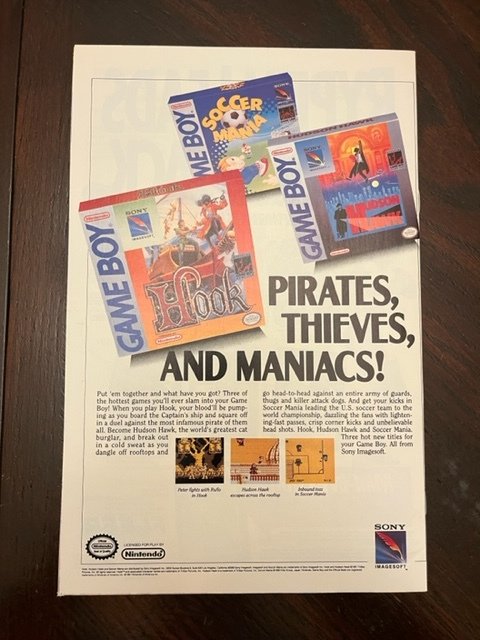 SOCCER
MANIA
SONY
Nintendo
GAME BOY
HUDSON HAWK
SONY
IMAGESOFT
Nintendo
GAME BOY
HUDSON
SONY
IMAGESOFT
Nintendo
GAME BOY
Hook
PIRATES,
THIEVES,
AND MANIACS!
Put 'em together and what have you got? Three of
the hottest games you'll ever slam into your Game
Boy! When you play Hook, your blood'll be pump-
ing as you board the Captain's ship and square off
in a duel against the most infamous pirate of them
all. Become Hudson Hawk, the world's greatest cat
burglar, and break out
in a cold sweat as you
dangle off rooftops and
go head-to-head against an entire army of guards,
thugs and killer attack dogs. And get your kicks in
Soccer Mania leading the U.S. soccer team to the
world championship, dazzling the fans with lighten-
ing-fast passes, crisp corner kicks and unbelievable
head shots. Hook, Hudson Hawk and Soccer Mania.
Three hot new titles for
your Game Boy. All from
Sony Imagesoft.
Peter fights with Rufio
in Hook
Hudson Hawk
escapes across the rooftop
Inbound toss
in Soccer Mania
Nintendo
LICENSED FOR PLAY BY
Nintendo
SONY
IMAGESOFT